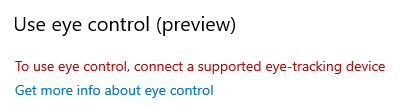 Use eye control (preview)
To use eye control, connect a supported eye-tracking device
Get more info about eye control